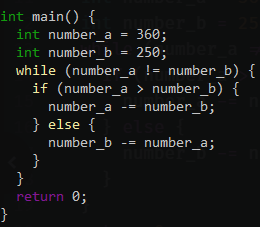 int main() {
  int number_a = 360;
  int number_b = 250;
  while (number_a != number_b) {
    if (number_a > number_b) {
      number_a -= number_b;
    } else {
      number_b -= number_a;
    }
  }
  return 0;
}